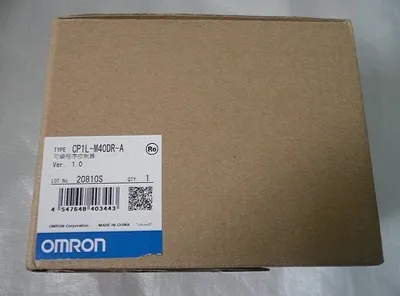 TYPE CP1L-M40DR-A
可编程序控制器
Ver. 1.0
Ro
LOT No. 20810S QTY. 1
4 547648 403443
OMRON Corporation MADE IN CHINA
OMRON